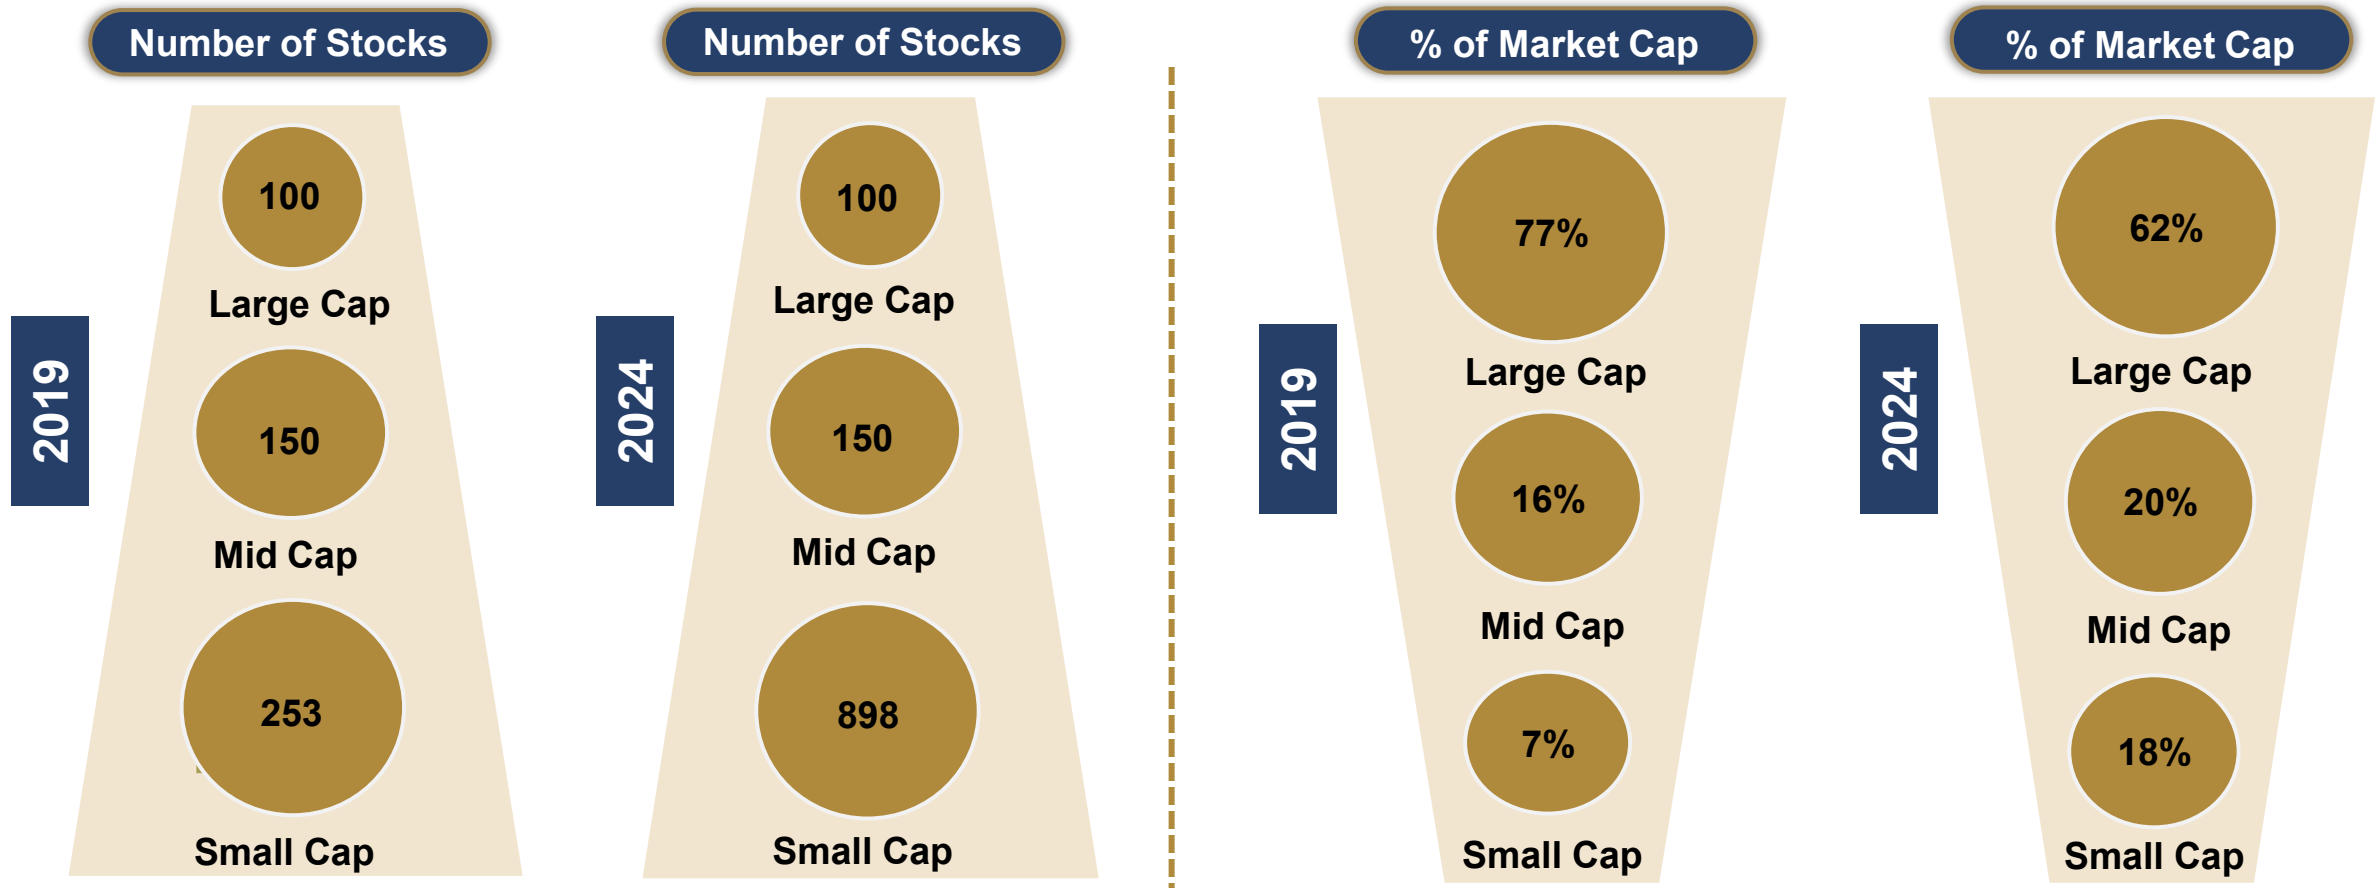 Number of Stocks
2019
100
Large Cap
150
Mid Cap
253
Small Cap
Number of Stocks
2024
100
Large Cap
150
Mid Cap
898
Small Cap
% of Market Cap
2019
77%
Large Cap
16%
Mid Cap
7%
Small Cap
% of Market Cap
2024
62%
Large Cap
20%
Mid Cap
18%
Small Cap